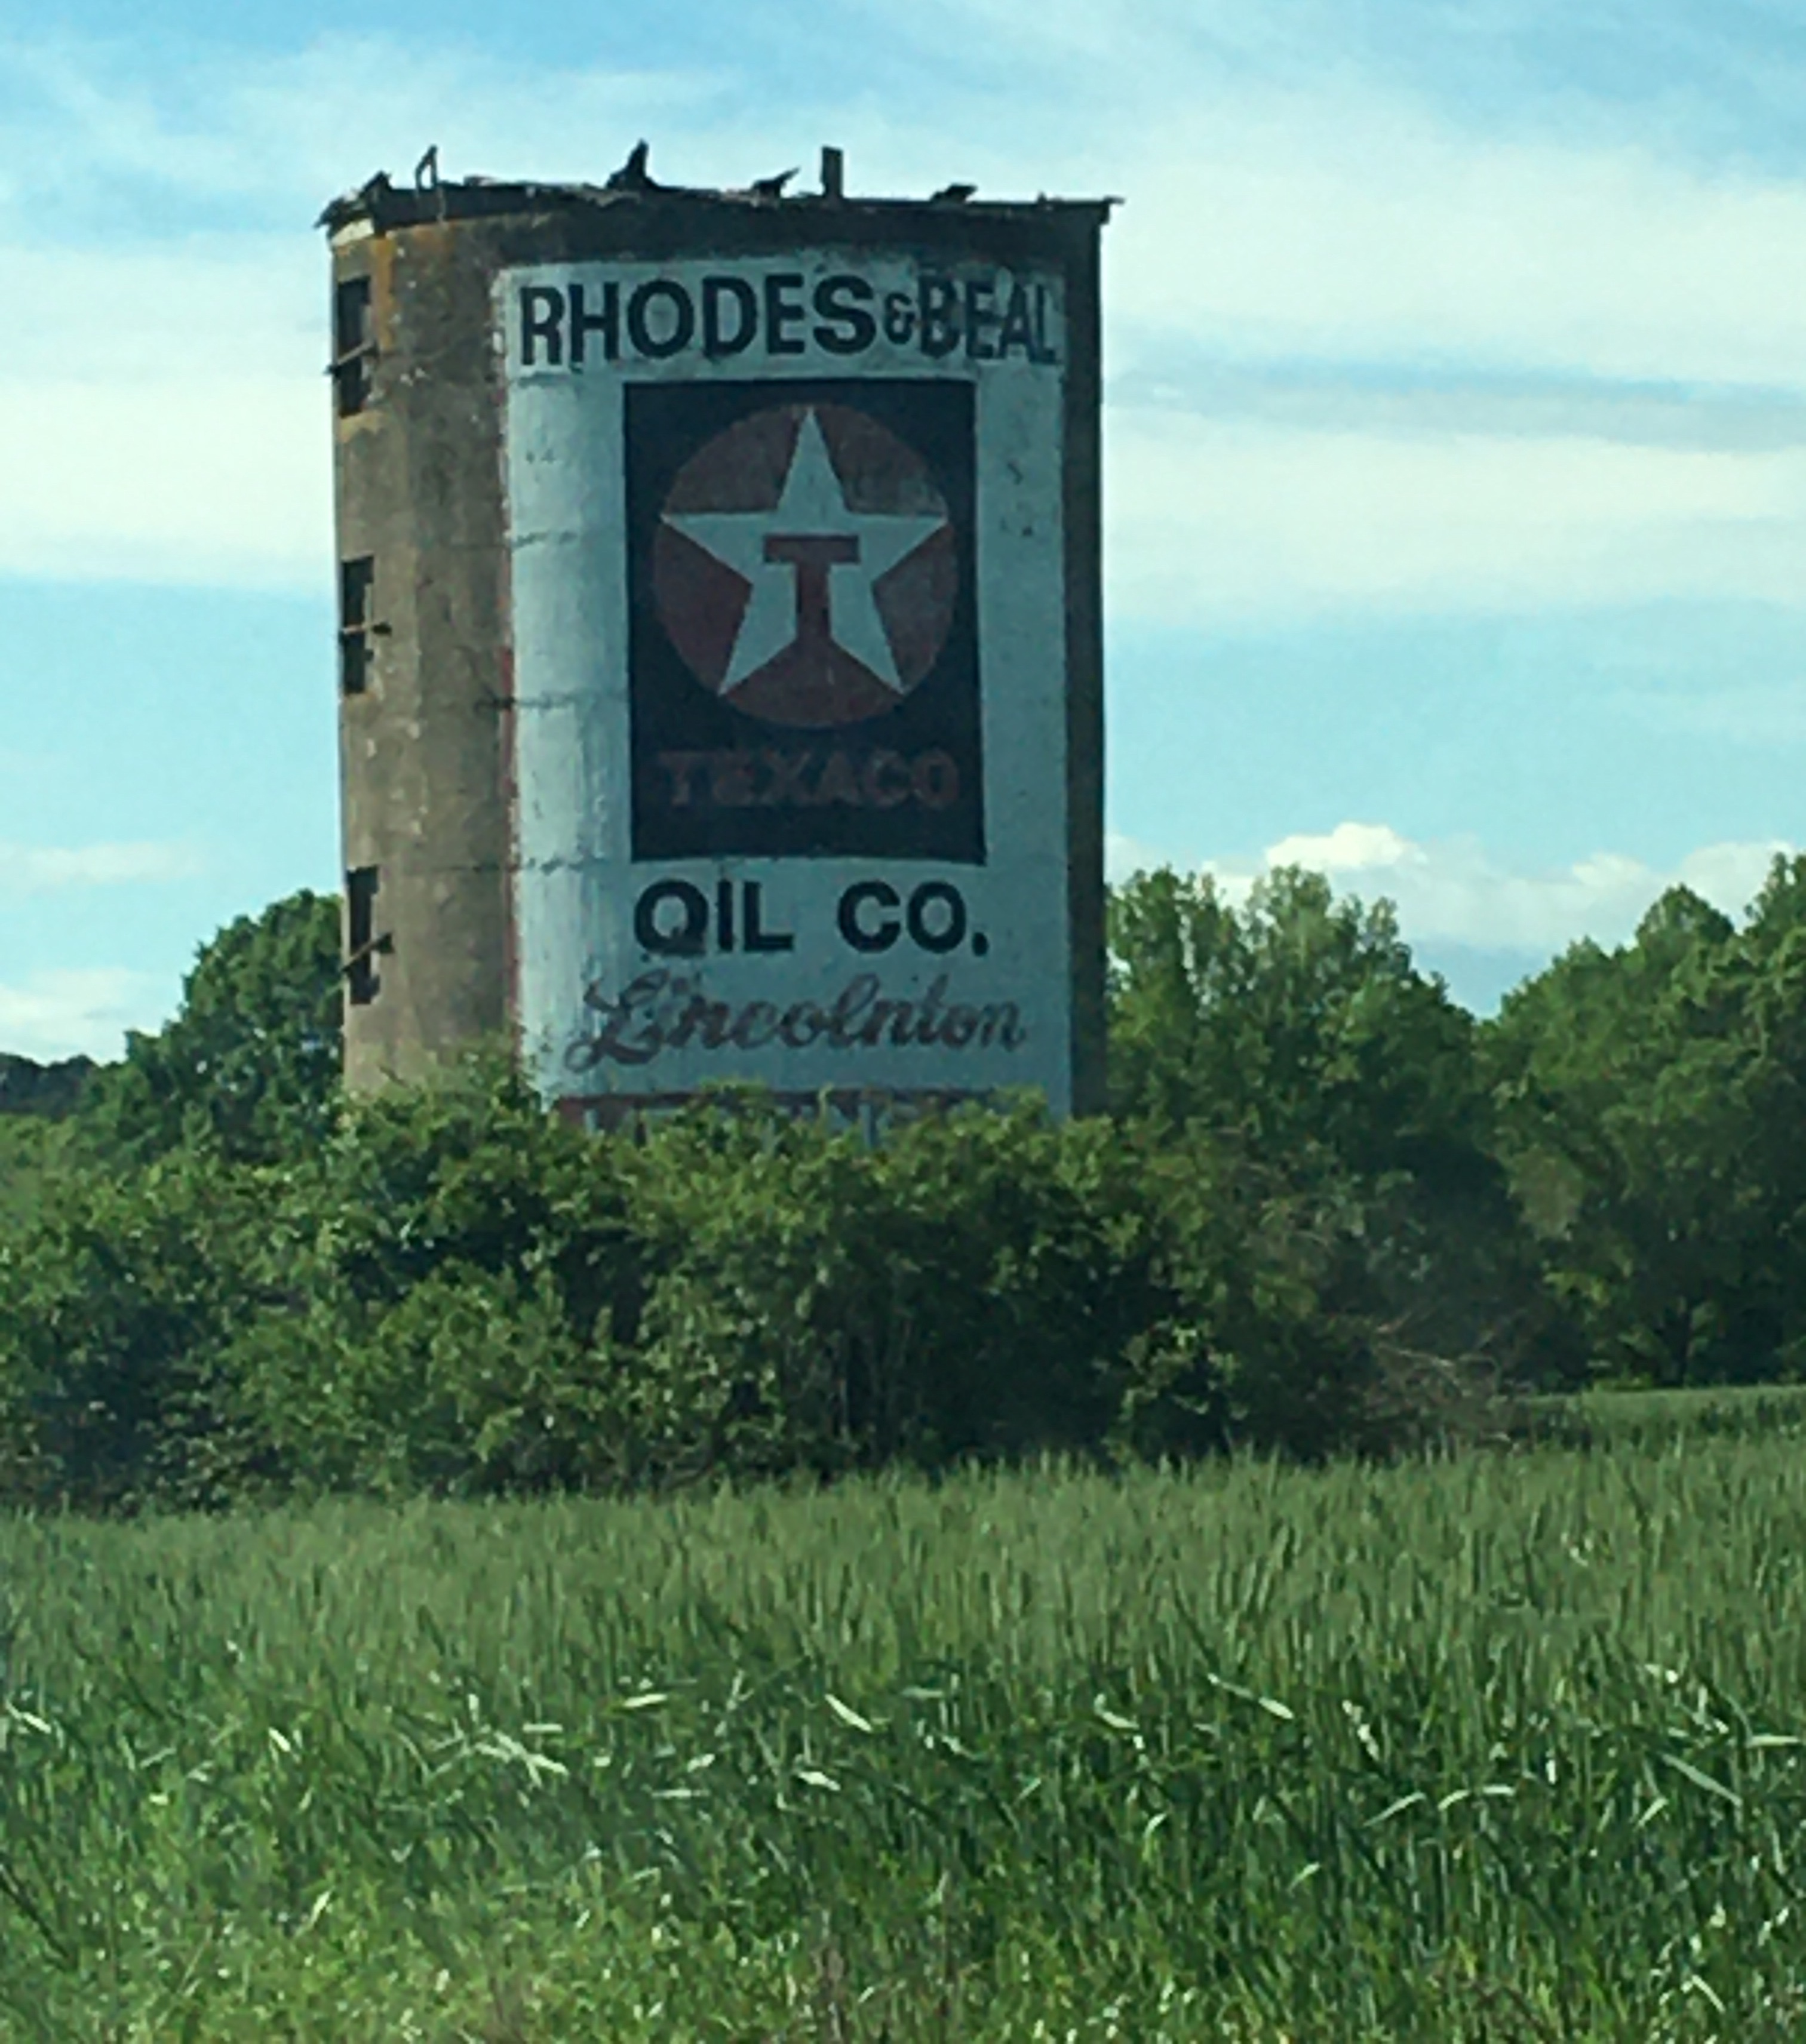 RHODES & BEAL
T
TEXACO
OIL CO.
Lincolnton